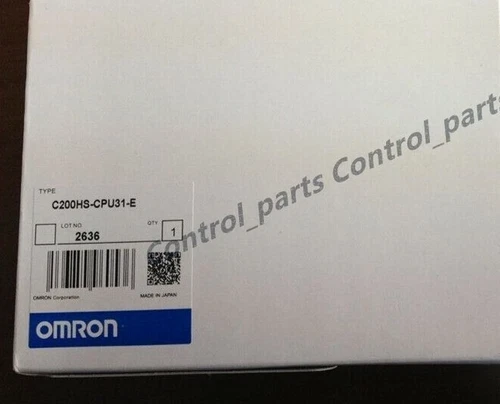 TYPE
C200HS-CPU31-E
LOT NO. QTY
2636 1
OMRON Corporation MADE IN JAPAN
OMRON
Control_parts Control_parts